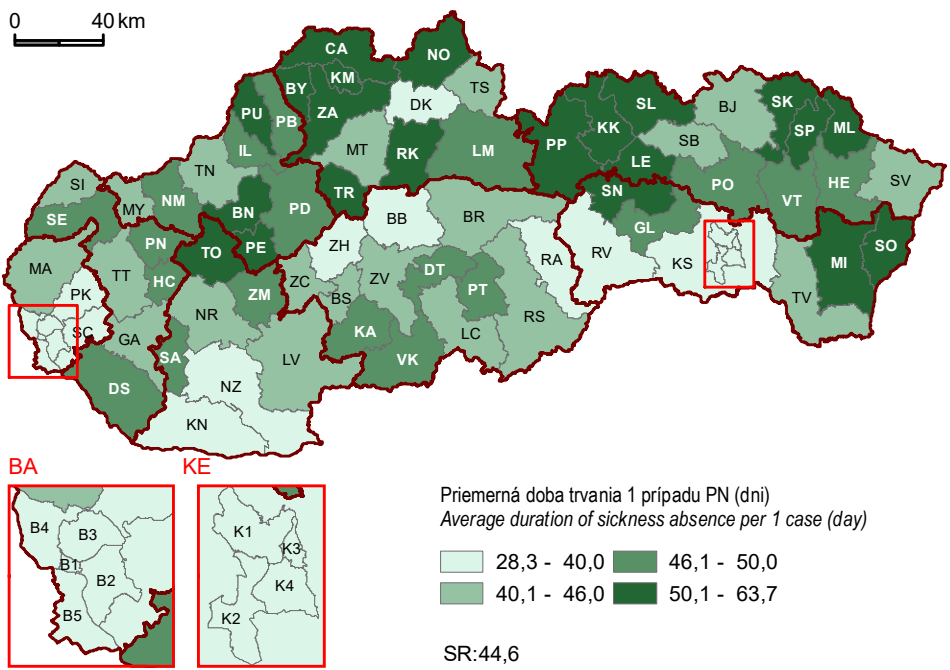 0 40 km
CA
NO
KM
BY
TS
DK
ZA
PU
PB
SL
BJ
SK
KK
SP
ML
IL
MT
RK
LM
PP
SB
LE
TN
SI
TR
SN
PO
HE
SV
VT
MY
NM
BN
PD
BB
BR
GL
SE
PN
TO
PE
ZH
RA
RV
KS
SO
MA
TT
HC
ZM
ZC
ZV
DT
MI
PK
BS
PT
TV
NR
RS
SC
GA
KA
LC
SA
LV
VK
DS
NZ
KN
BA
KE
B4
B3
B1
B2
B5
K1
K3
K4
K2
Priemerná doba trvania 1 prípadu PN (dni)
Average duration of sickness absence per 1 case (day)
28,3 - 40,0 46,1 - 50,0
40,1 - 46,0 50,1 - 63,7
SR:44,6